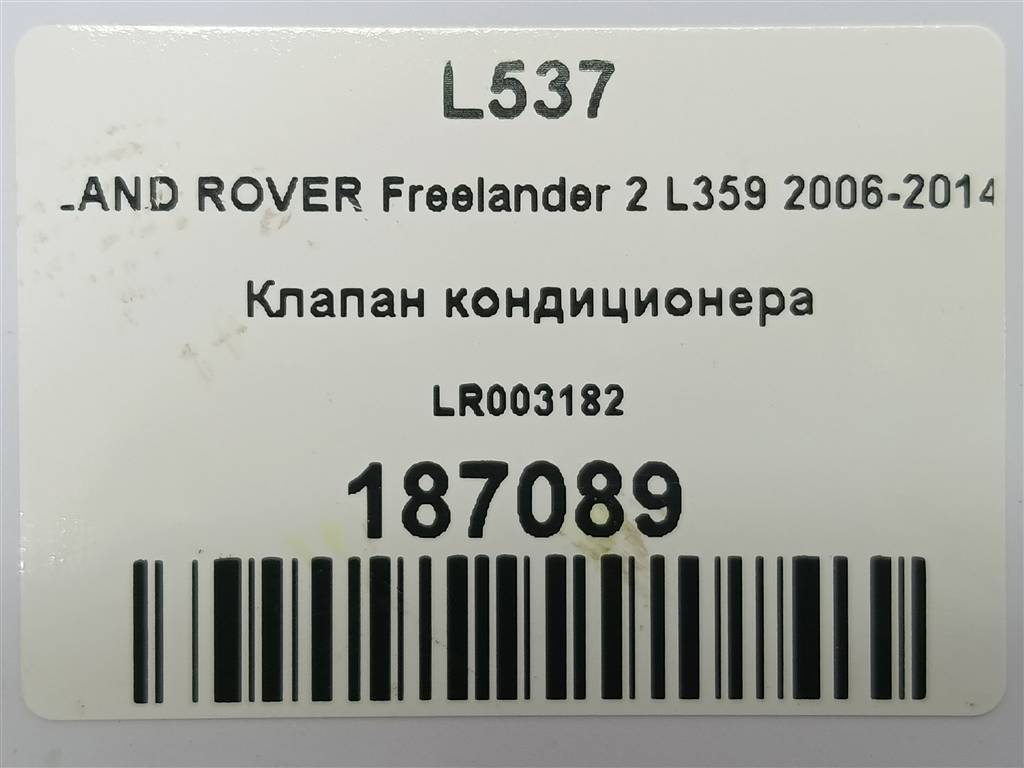 L537
LAND ROVER Freelander 2 L359 2006-2014
Клапан кондиционера
LR003182
187089